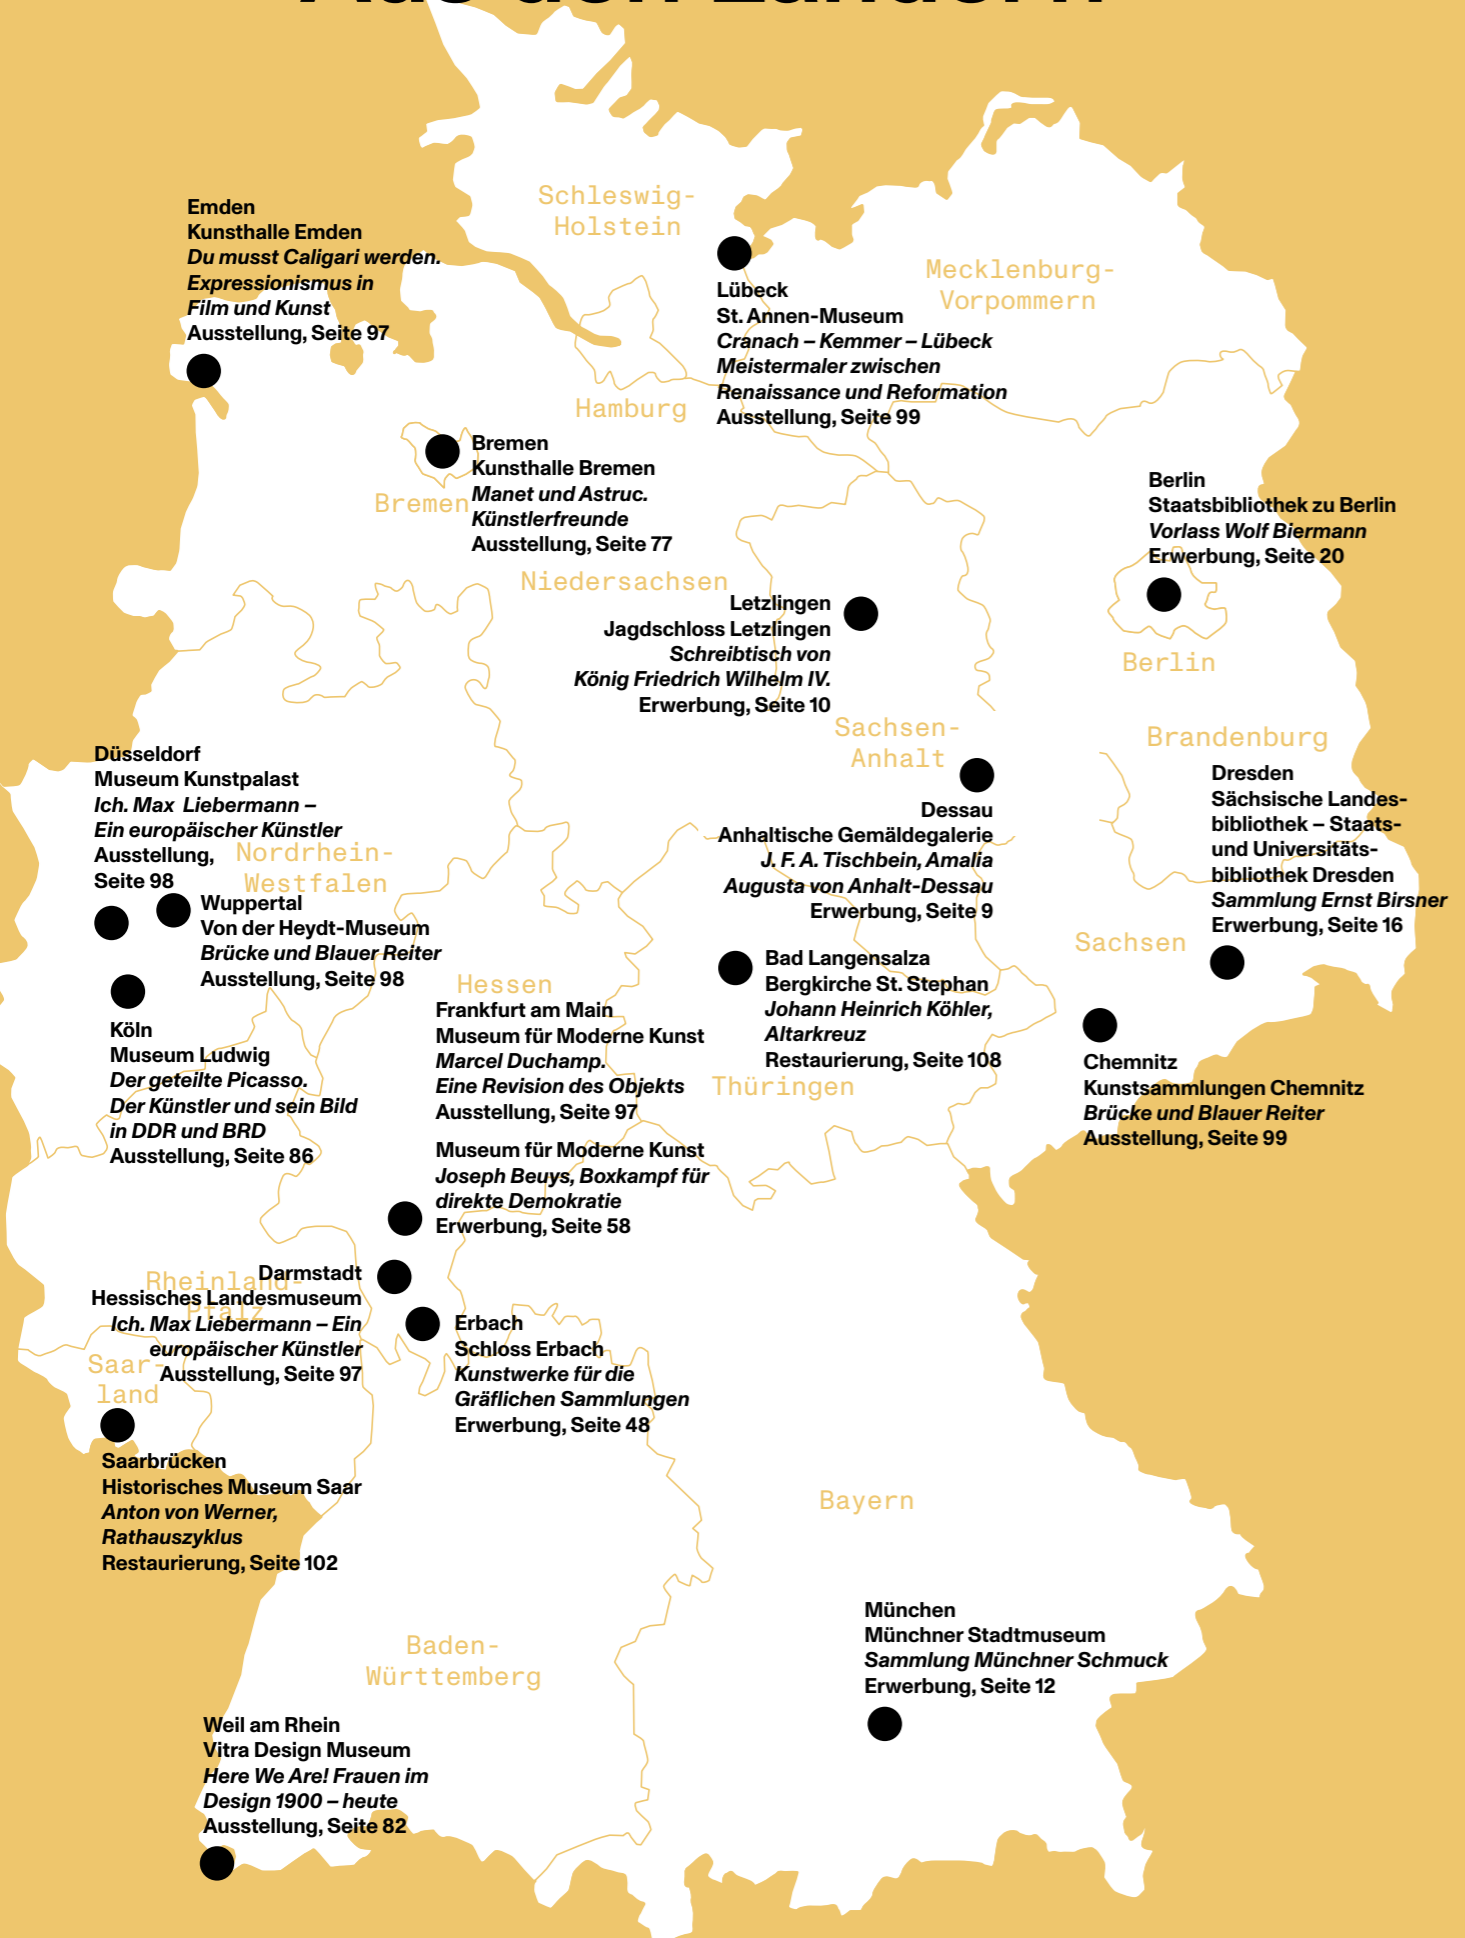 Aus den Ländern
Schleswig-
Holstein
Emden
Kunsthalle Emden
Du musst Caligari werden.
Expressionismus in
Film und Kunst
Ausstellung, Seite 97
Mecklenburg-
Vorpommern
Lübeck
St. Annen-Museum
Cranach – Kemmer – Lübeck
Meistermaler zwischen
Renaissance und Reformation
Ausstellung, Seite 99
Hamburg
Bremen
Bremen
Kunsthalle Bremen
Manet und Astruc.
Künstlerfreunde
Ausstellung, Seite 77
Berlin
Staatsbibliothek zu Berlin
Vorlass Wolf Biermann
Erwerbung, Seite 20
Berlin
Niedersachsen
Letzlingen
Jagdschloss Letzlingen
Schreibtisch von
König Friedrich Wilhelm IV.
Erwerbung, Seite 10
Sachsen-
Anhalt
Brandenburg
Düsseldorf
Museum Kunstpalast
Ich. Max Liebermann –
Ein europäischer Künstler
Ausstellung,
Seite 98
Nordrhein-
Westfalen
Dessau
Anhaltische Gemäldegalerie
J. F. A. Tischbein, Amalia
Augusta von Anhalt-Dessau
Erwerbung, Seite 9
Dresden
Sächsische Landes-
bibliothek – Staats-
und Universitäts-
bibliothek Dresden
Sammlung Ernst Birsner
Erwerbung, Seite 16
Wuppertal
Von der Heydt-Museum
Brücke und Blauer Reiter
Ausstellung, Seite 98
Sachsen
Bad Langensalza
Bergkirche St. Stephan
Johann Heinrich Köhler,
Altarkreuz
Restaurierung, Seite 108
Thüringen
Hessen
Frankfurt am Main
Museum für Moderne Kunst
Marcel Duchamp.
Eine Revision des Objekts
Ausstellung, Seite 97
Museum für Moderne Kunst
Joseph Beuys, Boxkampf für
direkte Demokratie
Erwerbung, Seite 58
Köln
Museum Ludwig
Der geteilte Picasso.
Der Künstler und sein Bild
in DDR und BRD
Ausstellung, Seite 86
Chemnitz
Kunstsammlungen Chemnitz
Brücke und Blauer Reiter
Ausstellung, Seite 99
Rheinland-
Pfalz
Darmstadt
Hessisches Landesmuseum
Ich. Max Liebermann – Ein
europäischer Künstler
Ausstellung, Seite 97
Erbach
Schloss Erbach
Kunstwerke für die
Gräflichen Sammlungen
Erwerbung, Seite 48
Saar-
land
Saarbrücken
Historisches Museum Saar
Anton von Werner,
Rathauszyklus
Restaurierung, Seite 102
Bayern
Baden-
Württemberg
München
Münchner Stadtmuseum
Sammlung Münchner Schmuck
Erwerbung, Seite 12
Weil am Rhein
Vitra Design Museum
Here We Are! Frauen im
Design 1900 – heute
Ausstellung, Seite 82